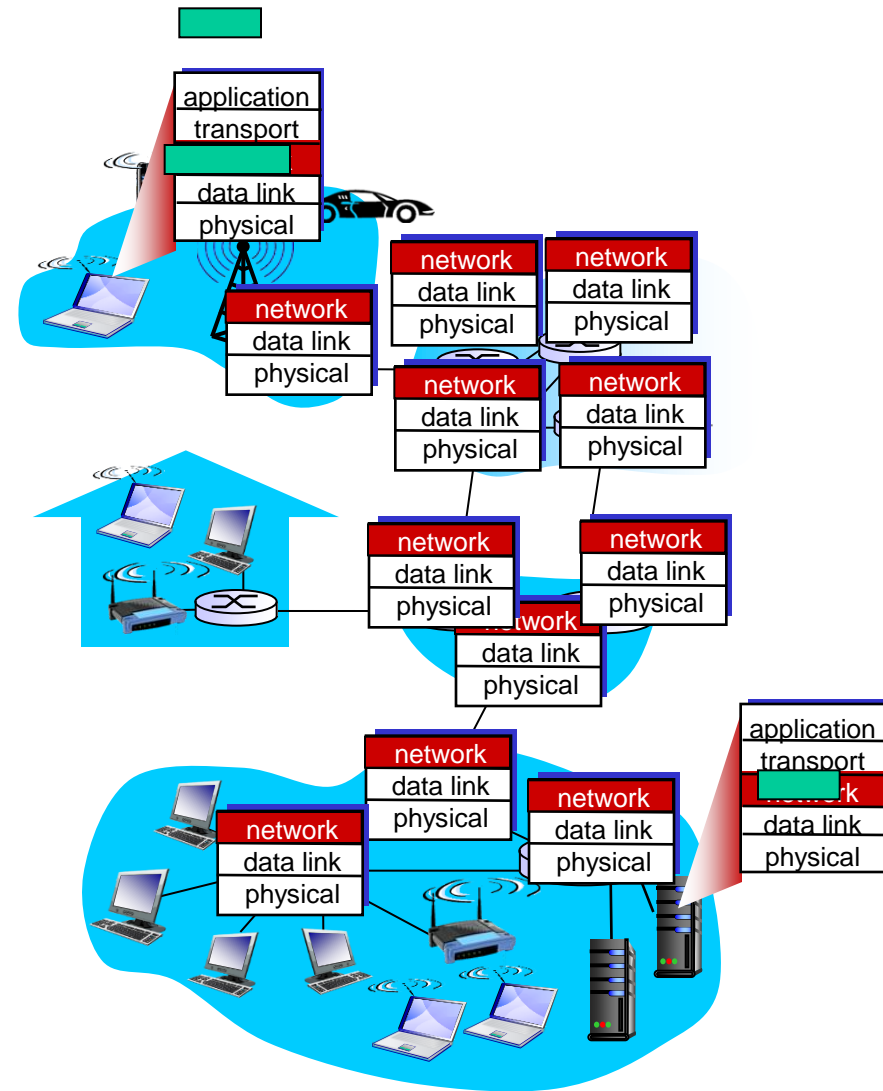 application
transport
data link
physical
network
data link
physical
network
data link
physical
network
data link
physical
network
data link
physical
network
data link
physical
network
data link
physical
network
data link
physical
network
data link
physical
application
transport
data link
physical
network
data link
physical
network
data link
physical
network
data link
physical